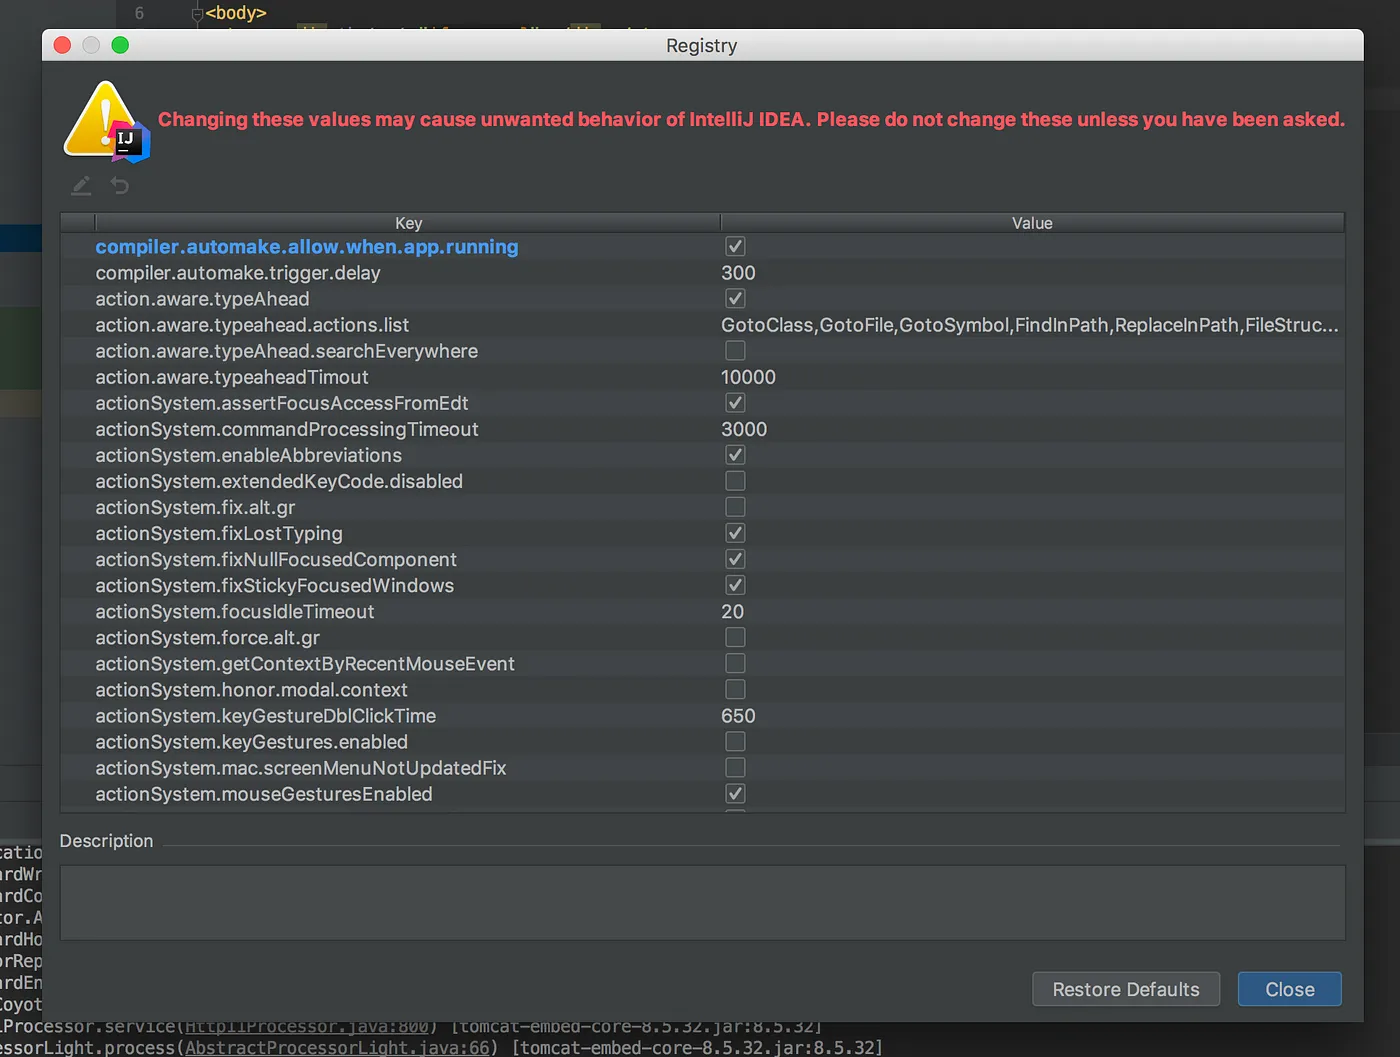 6
<body>
Registry
IJ
Changing these values may cause unwanted behavior of IntelliJ IDEA. Please do not change these unless you have been asked.
Key Value
compiler.automake.allow.when.app.running
compiler.automake.trigger.delay 300
action.aware.typeAhead
action.aware.typeahead.actions.list GotoClass,GotoFile,GotoSymbol,FindInPath,ReplaceInPath,FileStruc...
action.aware.typeAhead.searchEverywhere
action.aware.typeaheadTimout 10000
actionSystem.assertFocusAccessFromEdt
actionSystem.commandProcessingTimeout 3000
actionSystem.enableAbbreviations
actionSystem.extendedKeyCode.disabled
actionSystem.fix.alt.gr
actionSystem.fixLostTyping
actionSystem.fixNullFocusedComponent
actionSystem.fixStickyFocusedWindows
actionSystem.focusIdleTimeout 20
actionSystem.force.alt.gr
actionSystem.getContextByRecentMouseEvent
actionSystem.honor.modal.context
actionSystem.keyGestureDblClickTime 650
actionSystem.keyGestures.enabled
actionSystem.mac.screenMenuNotUpdatedFix
actionSystem.mouseGesturesEnabled
Description
catio
ardWr
ardCo
tor.A
ardHo
orRep
ardEn
Coyot
Restore Defaults Close
Processor.service(Http11Processor.java:800) [tomcat-embed-core-8.5.32.jar:8.5.32]
essorLight.process(AbstractProcessorLight.java:66) [tomcat-embed-core-8.5.32.jar:8.5.32]